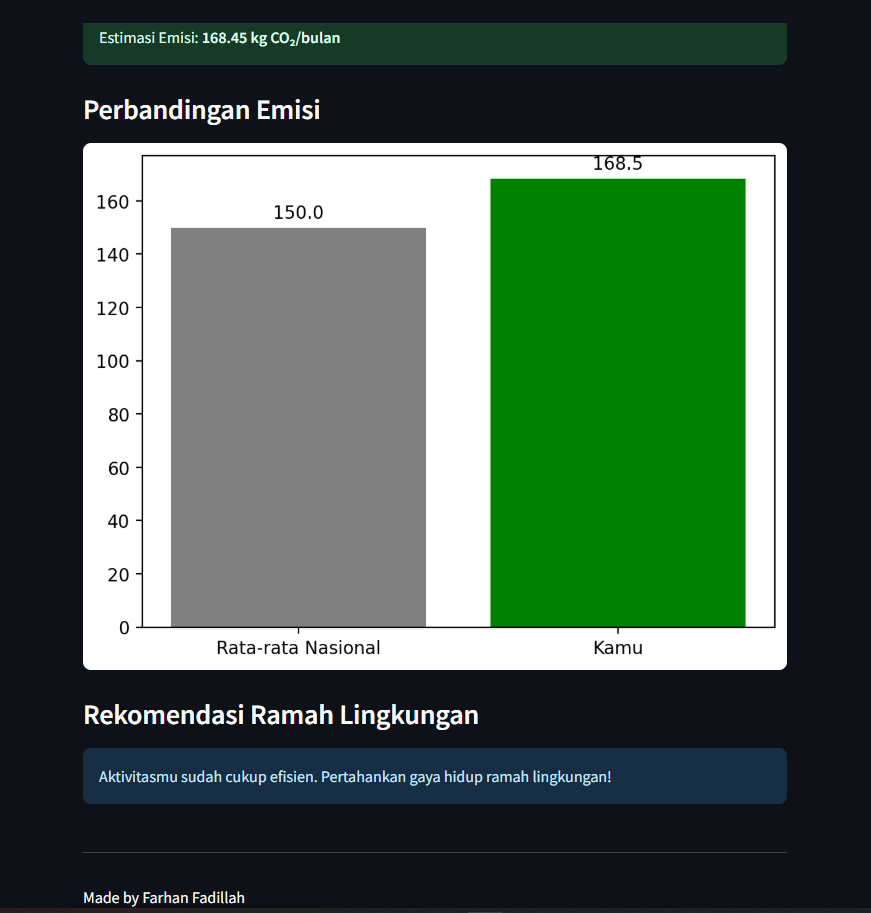 Estimasi Emisi: 168.45 kg CO₂/bulan
Perbandingan Emisi
168.5
150.0
160
140
120
100
80
60
40
20
0
Rata-rata Nasional
Kamu
Rekomendasi Ramah Lingkungan
Aktivitasmu sudah cukup efisien. Pertahankan gaya hidup ramah lingkungan!
Made by Farhan Fadillah